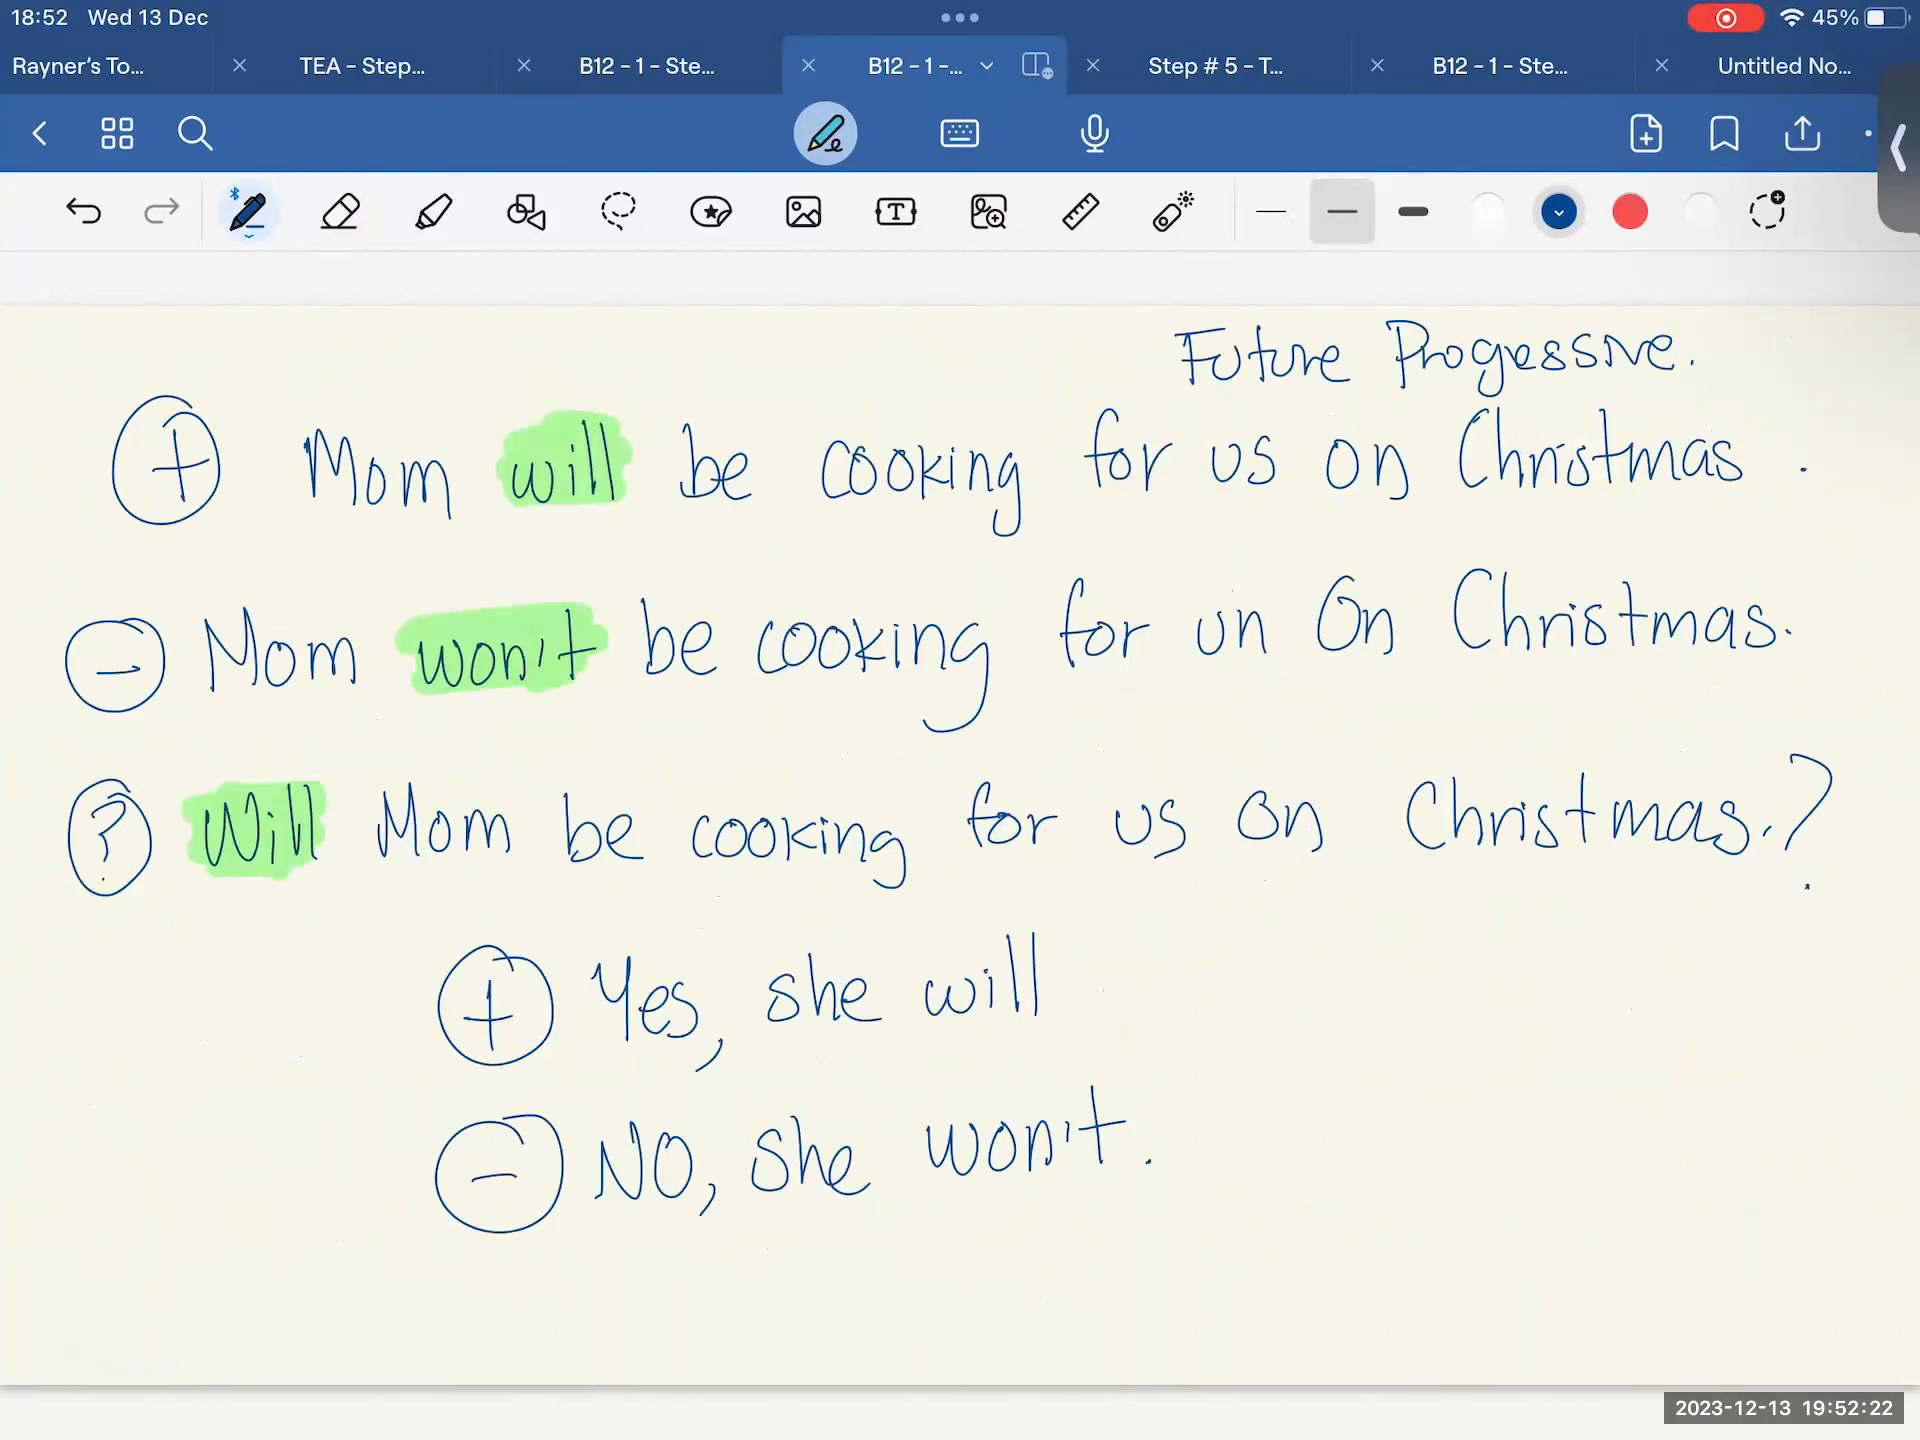 18:52 Wed 13 Dec 45%
Rayner's To... TEA - Step... B12 - 1 - Ste... B12 - 1 -... Step # 5 - T... B12 - 1 - Ste... Untitled No...
Future Progessive.
+ Mom will be cooking for us on Christmas.
- Mom won't be cooking for un On Christmas.
? Will Mom be cooking for us on Christmas.?
+ Yes, she will
- NO, she won't.
2023-12-13 19:52:22